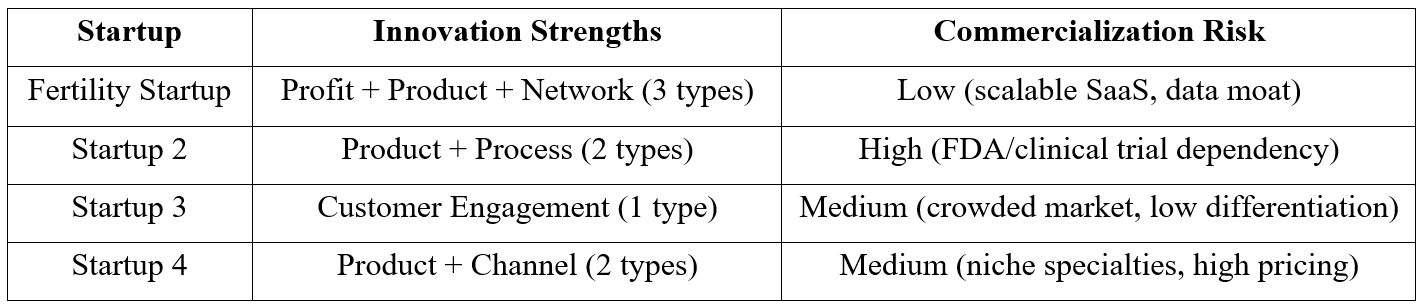 Startup Innovation Strengths Commercialization Risk
Fertility Startup Profit + Product + Network (3 types) Low (scalable SaaS, data moat)
Startup 2 Product + Process (2 types) High (FDA/clinical trial dependency)
Startup 3 Customer Engagement (1 type) Medium (crowded market, low differentiation)
Startup 4 Product + Channel (2 types) Medium (niche specialties, high pricing)